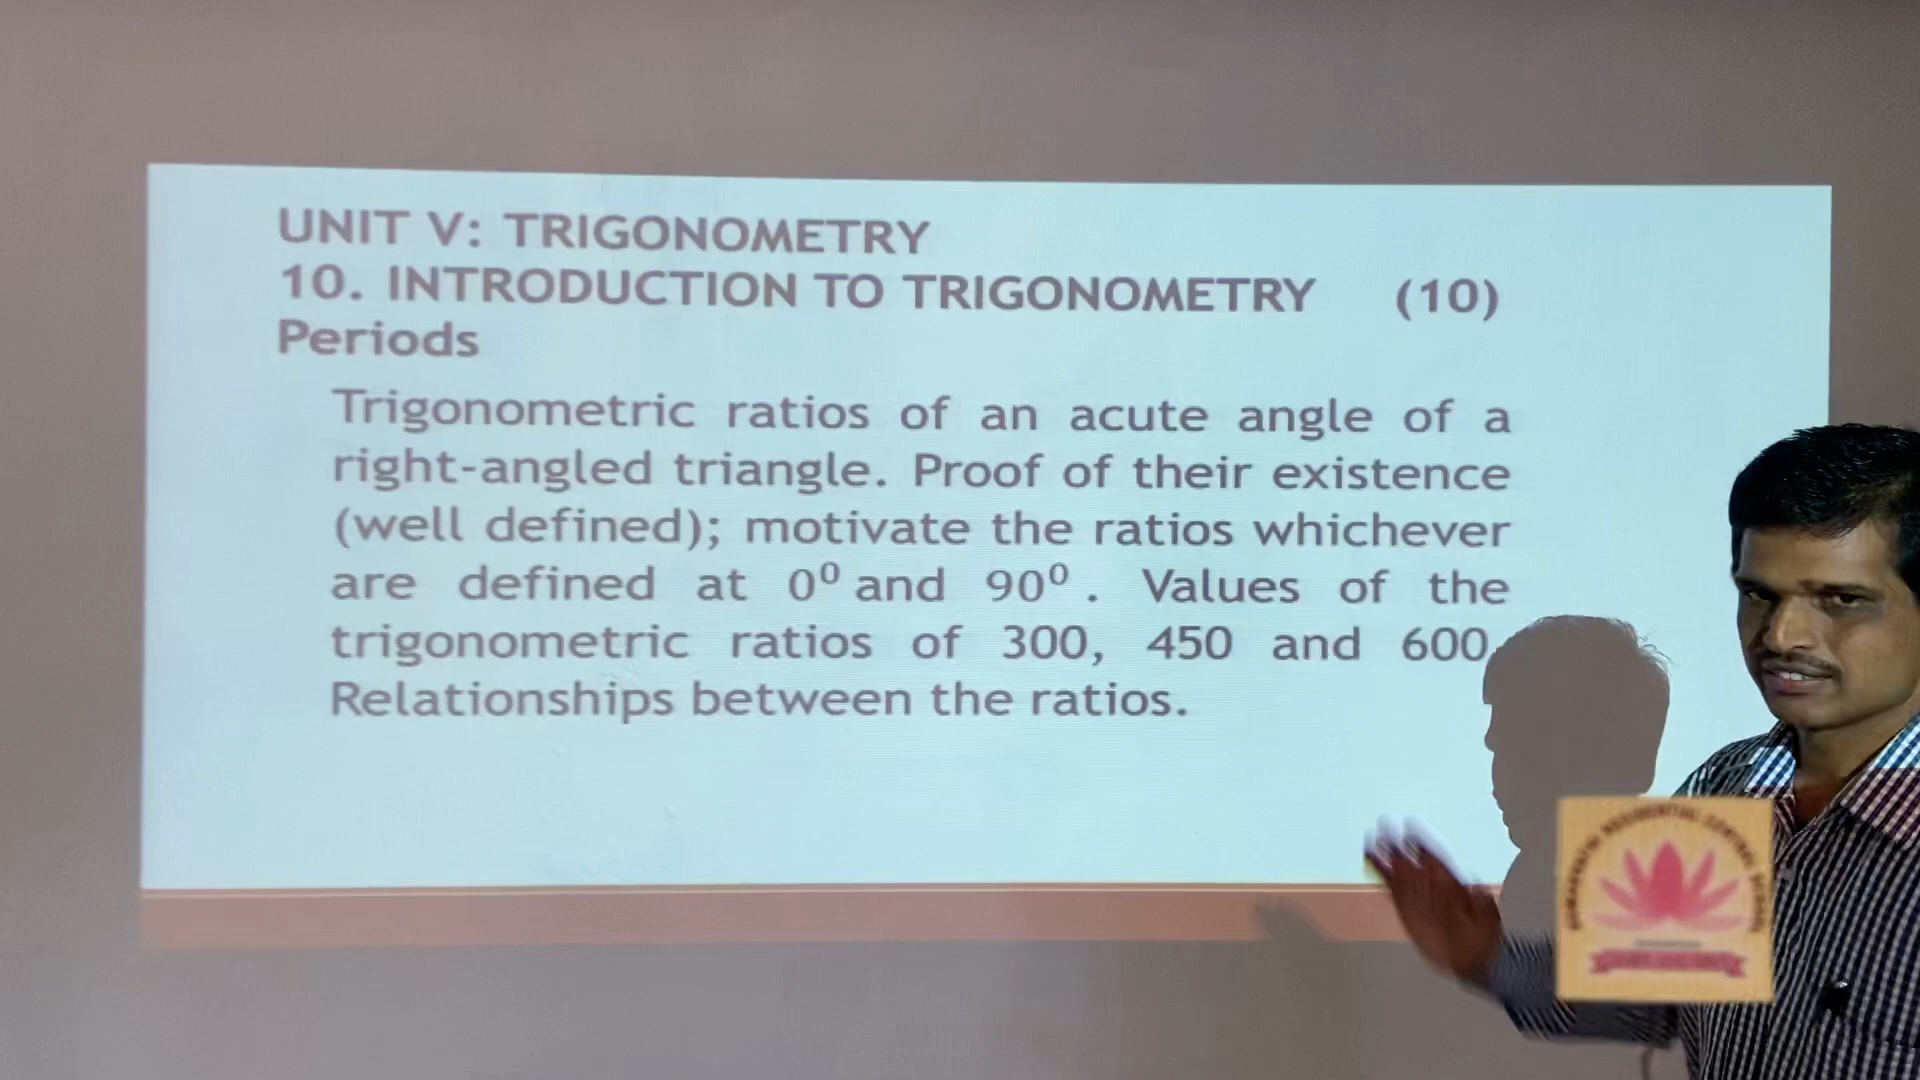 UNIT V: TRIGONOMETRY
10. INTRODUCTION TO TRIGONOMETRY (10)
Periods
Trigonometric ratios of an acute angle of a
right-angled triangle. Proof of their existence
(well defined); motivate the ratios whichever
are defined at 0⁰ and 90⁰ . Values of the
trigonometric ratios of 300, 450 and 600.
Relationships between the ratios.